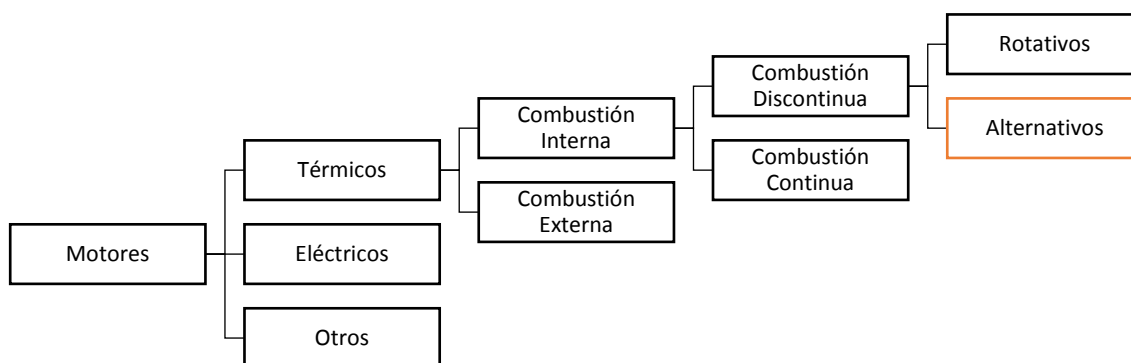 Motores
Térmicos
Eléctricos
Otros
Combustión
Interna
Combustión
Externa
Combustión
Discontinua
Combustión
Continua
Rotativos
Alternativos